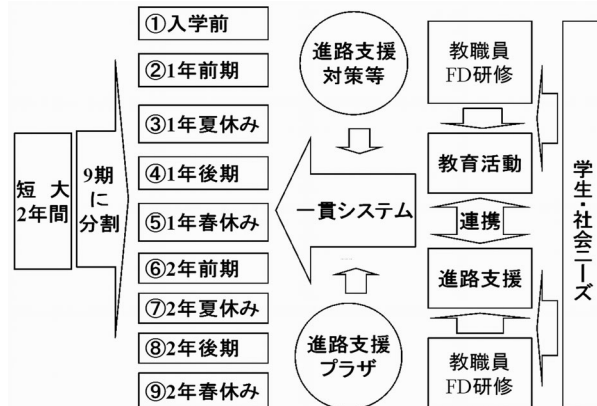 短大
2年間
9期
に
分割
①入学前
②1年前期
③1年夏休み
④1年後期
⑤1年春休み
⑥2年前期
⑦2年夏休み
⑧2年後期
⑨2年春休み
進路支援
対策等
一貫システム
進路支援
プラザ
教職員
FD研修
教育活動
連携
進路支援
教職員
FD研修
学生・社会ニーズ